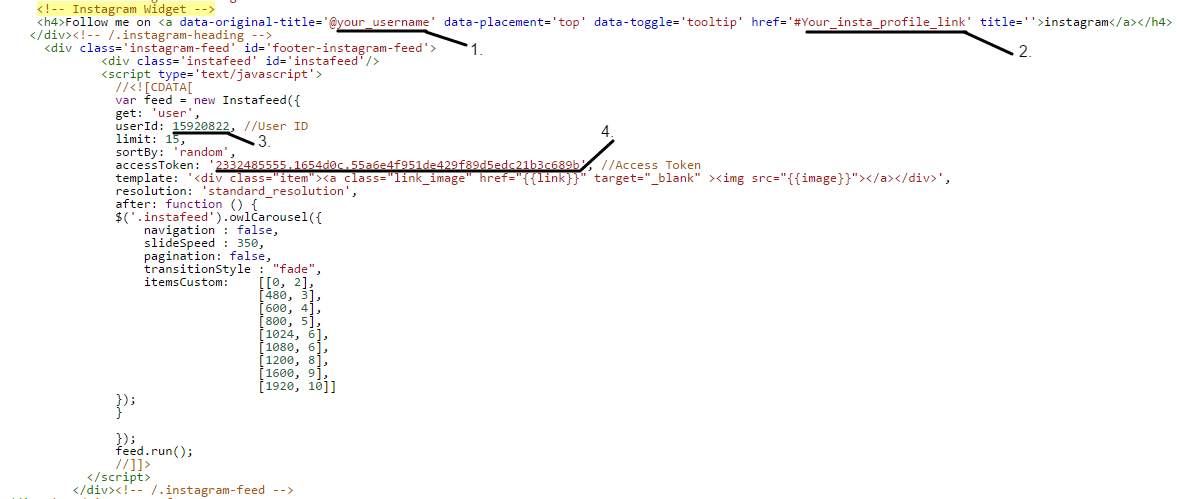 <!-- Instagram Widget -->
<h4>Follow me on <a data-original-title='@your_username' data-placement='top' data-toggle='tooltip' href='#Your_insta_profile_link' title=''>instagram</a></h4>
</div><!-- /.instagram-heading -->
1.
2.
<div class='instagram-feed' id='footer-instagram-feed'>
<div class='instafeed' id='instafeed'/>
<script type='text/javascript'>
//<![CDATA[
var feed = new Instafeed({
get: 'user',
userId: 15920822, //User ID
3.
4.
limit: 15,
sortBy: 'random',
accessToken: '2332485555.1654d0c.55a6e4f951de429f89d5edc21b3c689b', //Access Token
template: '<div class="item"><a class="link_image" href="{{link}}" target="_blank" ><img src="{{image}}"></a></div>',
resolution: 'standard_resolution',
after: function () {
$('.instafeed').owlCarousel({
navigation : false,
slideSpeed : 350,
pagination: false,
transitionStyle : "fade",
itemsCustom: [[0, 2],
[480, 3],
[600, 4],
[800, 5],
[1024, 6],
[1080, 6],
[1200, 8],
[1600, 9],
[1920, 10]]
});
}
});
feed.run();
//]]>
</script>
</div><!-- /.instagram-feed -->